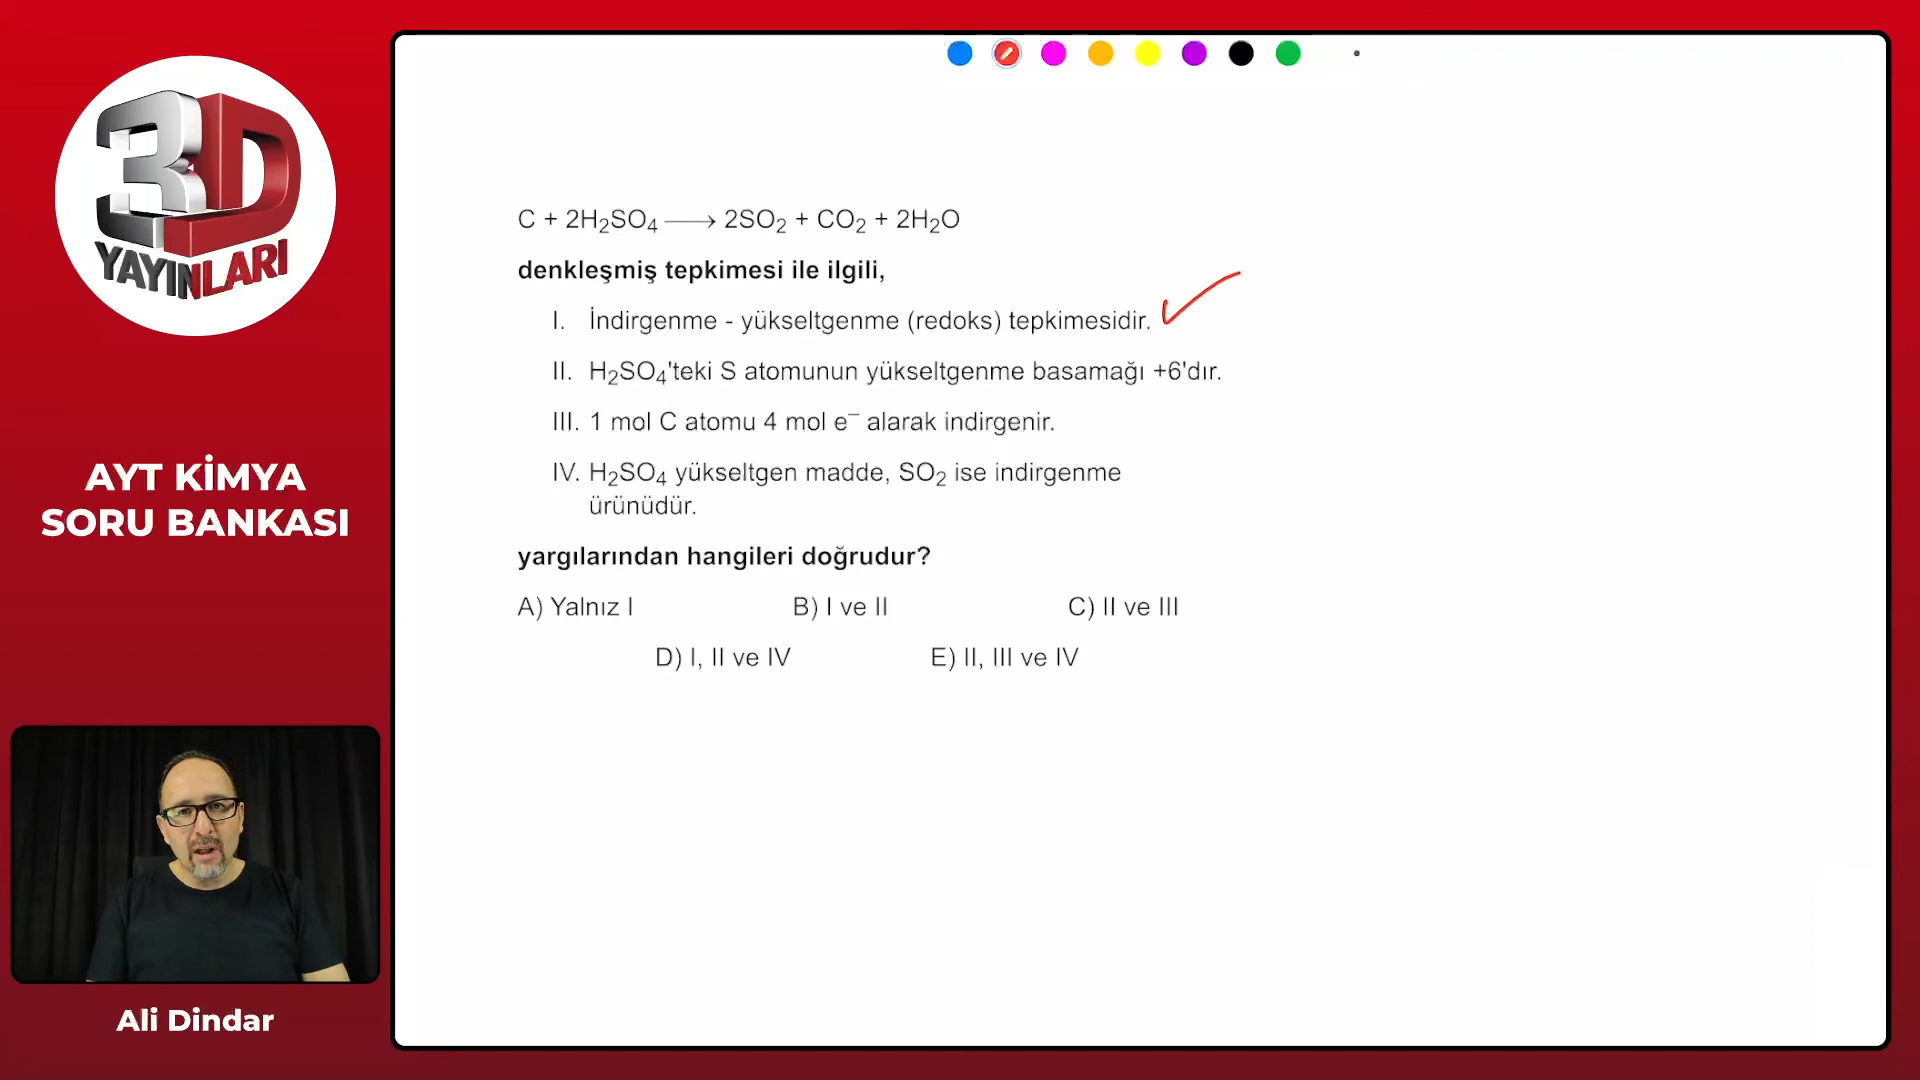 3D
YAYINLARI
AYT KİMYA
SORU BANKASI
Ali Dindar
C + 2H₂SO₄ ⟶ 2SO₂ + CO₂ + 2H₂O
denkleşmiş tepkimesi ile ilgili,
I. İndirgenme - yükseltgenme (redoks) tepkimesidir.
II. H₂SO₄'teki S atomunun yükseltgenme basamağı +6'dır.
III. 1 mol C atomu 4 mol e⁻ alarak indirgenir.
IV. H₂SO₄ yükseltgen madde, SO₂ ise indirgenme
ürünüdür.
yargılarından hangileri doğrudur?
A) Yalnız I B) I ve II C) II ve III
D) I, II ve IV E) II, III ve IV